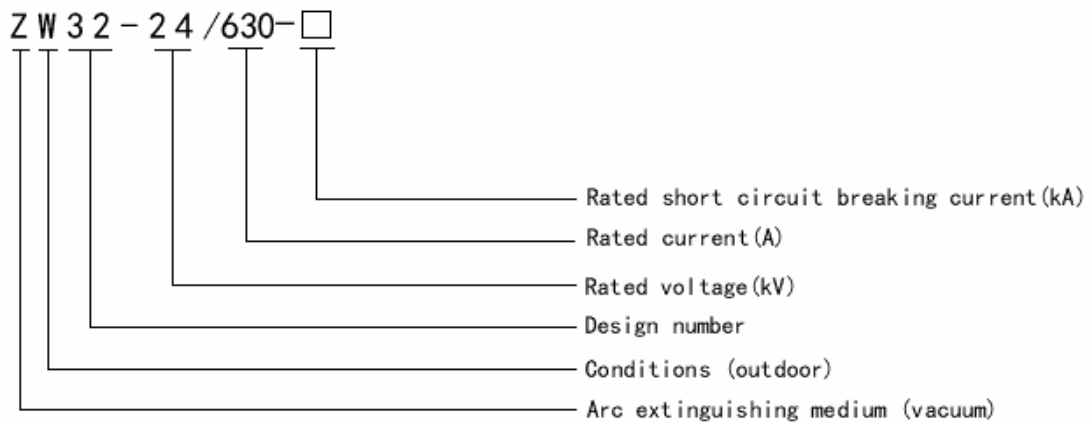 ZW32-24/630-□
Rated short circuit breaking current(kA)
Rated current(A)
Rated voltage(kV)
Design number
Conditions (outdoor)
Arc extinguishing medium (vacuum)